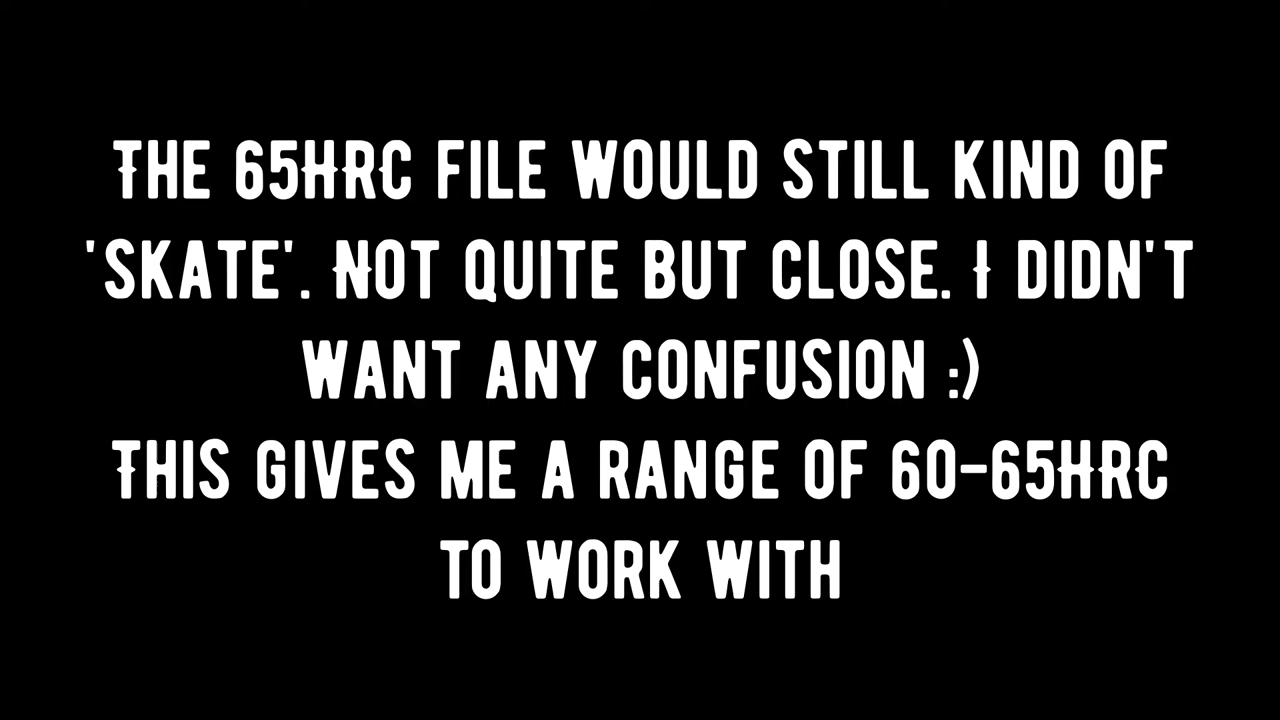 THE 65HRC FILE WOULD STILL KIND OF
'SKATE'. NOT QUITE BUT CLOSE. I DIDN'T
WANT ANY CONFUSION :)
THIS GIVES ME A RANGE OF 60-65HRC
TO WORK WITH